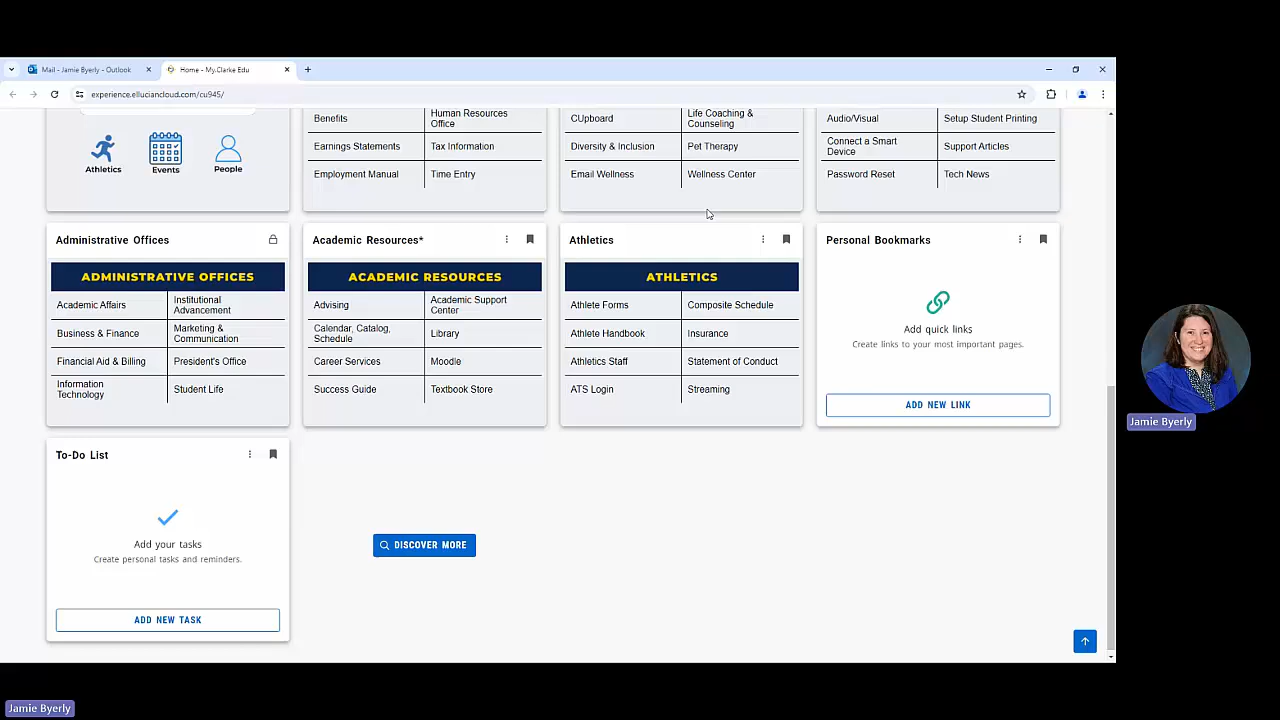 Mail - Jamie Byerly - Outlook
Home - My.Clarke Edu
experience.elluciancloud.com/cu945/
Athletics
Events
People
Benefits
Human Resources
Office
Earnings Statements
Tax Information
Employment Manual
Time Entry
CUpboard
Life Coaching &
Counseling
Diversity & Inclusion
Pet Therapy
Email Wellness
Wellness Center
Audio/Visual
Setup Student Printing
Connect a Smart
Device
Support Articles
Password Reset
Tech News
Administrative Offices
ADMINISTRATIVE OFFICES
Academic Affairs
Institutional
Advancement
Business & Finance
Marketing &
Communication
Financial Aid & Billing
President's Office
Information
Technology
Student Life
Academic Resources*
ACADEMIC RESOURCES
Advising
Academic Support
Center
Calendar, Catalog,
Schedule
Library
Career Services
Moodle
Success Guide
Textbook Store
Athletics
ATHLETICS
Athlete Forms
Composite Schedule
Athlete Handbook
Insurance
Athletics Staff
Statement of Conduct
ATS Login
Streaming
Personal Bookmarks
Add quick links
Create links to your most important pages.
ADD NEW LINK
To-Do List
Add your tasks
Create personal tasks and reminders.
ADD NEW TASK
DISCOVER MORE
Jamie Byerly
Jamie Byerly